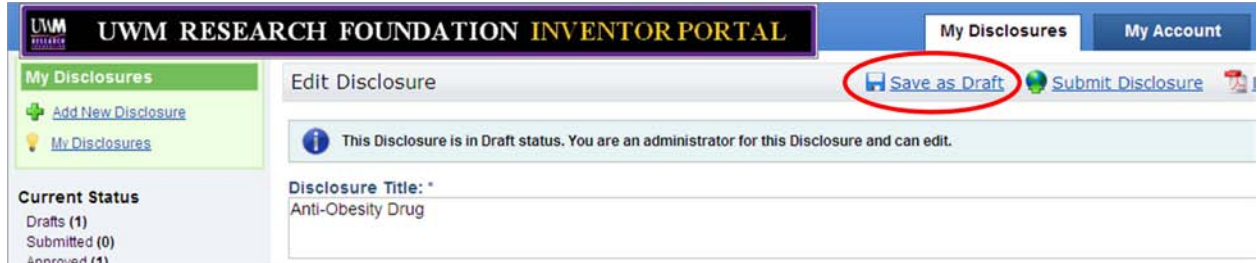 UWM RESEARCH FOUNDATION INVENTOR PORTAL
My Disclosures
My Account
My Disclosures
Add New Disclosure
My Disclosures
Edit Disclosure
Save as Draft
Submit Disclosure
This Disclosure is in Draft status. You are an administrator for this Disclosure and can edit.
Disclosure Title: *
Anti-Obesity Drug
Current Status
Drafts (1)
Submitted (0)
Approved (1)